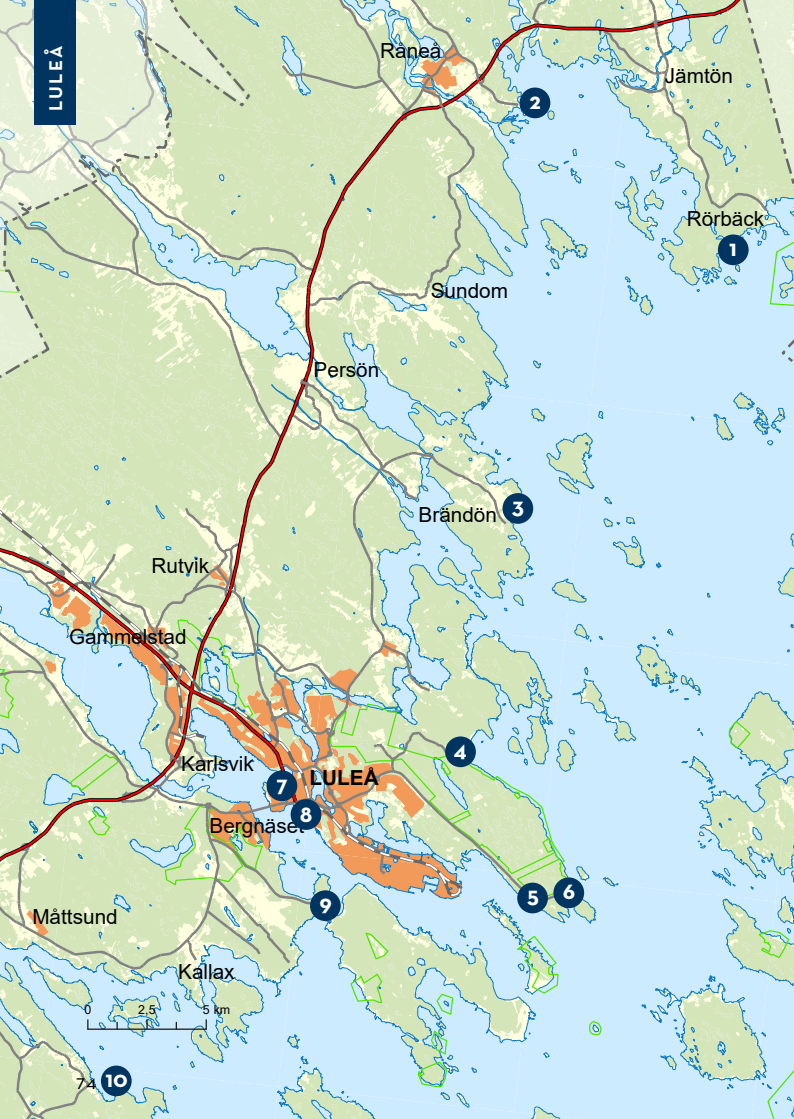 LULEÅ
Råneå
Jämtön
2
Rörbäck
1
Sundom
Persön
3
Brändön
Rutvik
Gammelstad
4
Karlsvik
LULEÅ
7
8
Bergnäset
6
5
9
Måttsund
Kallax
0 2,5 5 km
74
10